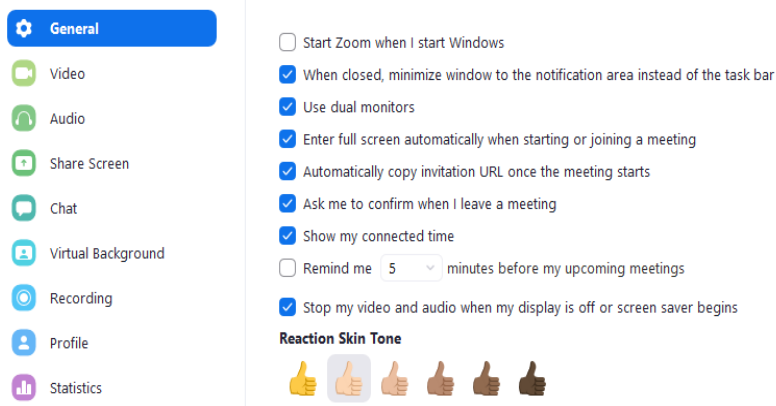 General
Video
Audio
Share Screen
Chat
Virtual Background
Recording
Profile
Statistics
Start Zoom when I start Windows
When closed, minimize window to the notification area instead of the task bar
Use dual monitors
Enter full screen automatically when starting or joining a meeting
Automatically copy invitation URL once the meeting starts
Ask me to confirm when I leave a meeting
Show my connected time
Remind me 5 minutes before my upcoming meetings
Stop my video and audio when my display is off or screen saver begins
Reaction Skin Tone